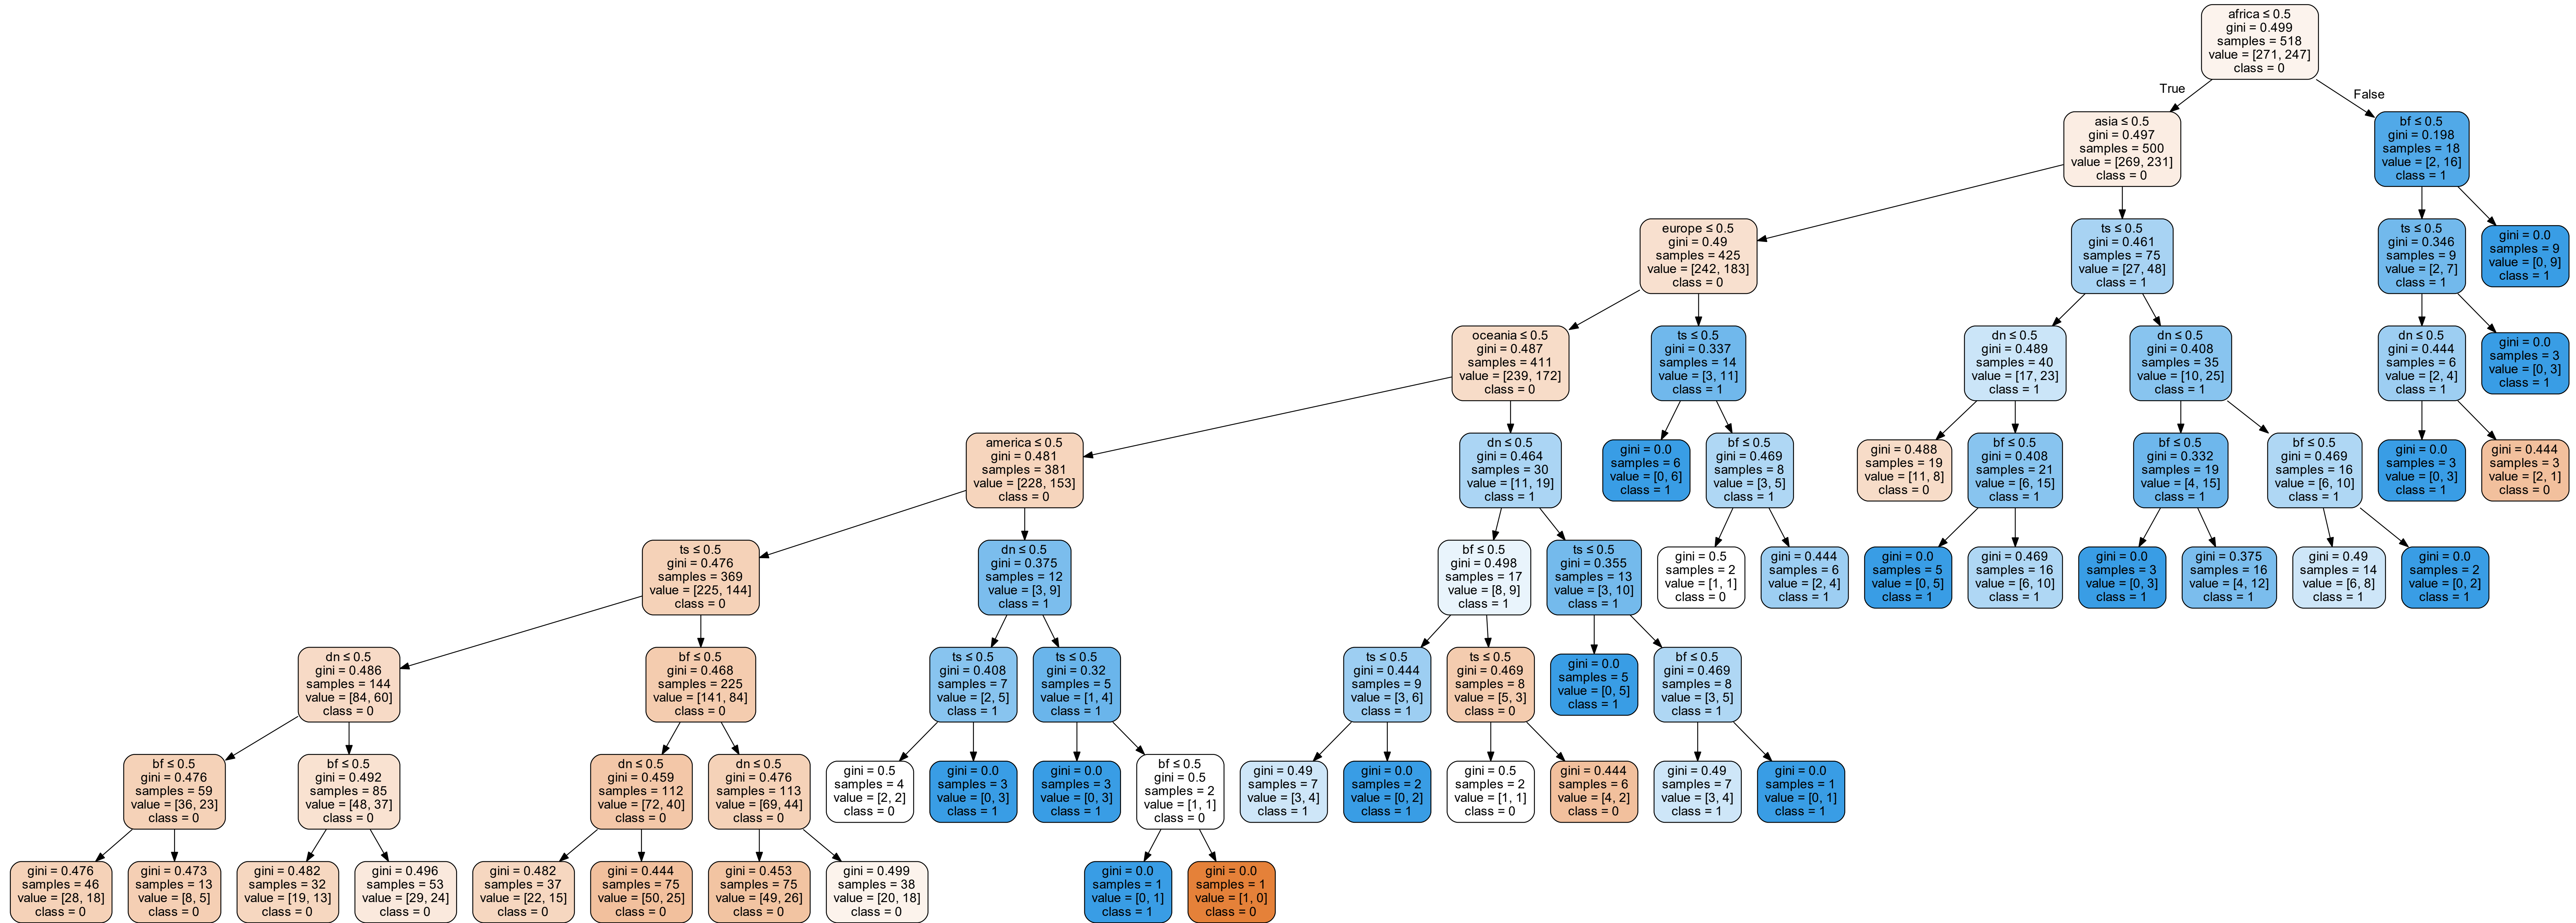 africa ≤ 0.5
gini = 0.499
samples = 518
value = [271, 247]
class = 0
True
False
asia ≤ 0.5
gini = 0.497
samples = 500
value = [269, 231]
class = 0
bf ≤ 0.5
gini = 0.198
samples = 18
value = [2, 16]
class = 1
europe ≤ 0.5
gini = 0.49
samples = 425
value = [242, 183]
class = 0
ts ≤ 0.5
gini = 0.461
samples = 75
value = [27, 48]
class = 1
ts ≤ 0.5
gini = 0.346
samples = 9
value = [2, 7]
class = 1
gini = 0.0
samples = 9
value = [0, 9]
class = 1
oceania ≤ 0.5
gini = 0.487
samples = 411
value = [239, 172]
class = 0
ts ≤ 0.5
gini = 0.337
samples = 14
value = [3, 11]
class = 1
dn ≤ 0.5
gini = 0.489
samples = 40
value = [17, 23]
class = 1
dn ≤ 0.5
gini = 0.408
samples = 35
value = [10, 25]
class = 1
dn ≤ 0.5
gini = 0.444
samples = 6
value = [2, 4]
class = 1
gini = 0.0
samples = 3
value = [0, 3]
class = 1
america ≤ 0.5
gini = 0.481
samples = 381
value = [228, 153]
class = 0
dn ≤ 0.5
gini = 0.464
samples = 30
value = [11, 19]
class = 1
gini = 0.0
samples = 6
value = [0, 6]
class = 1
bf ≤ 0.5
gini = 0.469
samples = 8
value = [3, 5]
class = 1
gini = 0.488
samples = 19
value = [11, 8]
class = 0
bf ≤ 0.5
gini = 0.408
samples = 21
value = [6, 15]
class = 1
bf ≤ 0.5
gini = 0.332
samples = 19
value = [4, 15]
class = 1
bf ≤ 0.5
gini = 0.469
samples = 16
value = [6, 10]
class = 1
gini = 0.0
samples = 3
value = [0, 3]
class = 1
gini = 0.444
samples = 3
value = [2, 1]
class = 0
ts ≤ 0.5
gini = 0.476
samples = 369
value = [225, 144]
class = 0
dn ≤ 0.5
gini = 0.375
samples = 12
value = [3, 9]
class = 1
bf ≤ 0.5
gini = 0.498
samples = 17
value = [8, 9]
class = 1
ts ≤ 0.5
gini = 0.355
samples = 13
value = [3, 10]
class = 1
gini = 0.5
samples = 2
value = [1, 1]
class = 0
gini = 0.444
samples = 6
value = [2, 4]
class = 1
gini = 0.0
samples = 5
value = [0, 5]
class = 1
gini = 0.469
samples = 16
value = [6, 10]
class = 1
gini = 0.0
samples = 3
value = [0, 3]
class = 1
gini = 0.375
samples = 16
value = [4, 12]
class = 1
gini = 0.49
samples = 14
value = [6, 8]
class = 1
gini = 0.0
samples = 2
value = [0, 2]
class = 1
dn ≤ 0.5
gini = 0.486
samples = 144
value = [84, 60]
class = 0
bf ≤ 0.5
gini = 0.468
samples = 225
value = [141, 84]
class = 0
ts ≤ 0.5
gini = 0.408
samples = 7
value = [2, 5]
class = 1
ts ≤ 0.5
gini = 0.32
samples = 5
value = [1, 4]
class = 1
ts ≤ 0.5
gini = 0.444
samples = 9
value = [3, 6]
class = 1
ts ≤ 0.5
gini = 0.469
samples = 8
value = [5, 3]
class = 0
gini = 0.0
samples = 5
value = [0, 5]
class = 1
bf ≤ 0.5
gini = 0.469
samples = 8
value = [3, 5]
class = 1
bf ≤ 0.5
gini = 0.476
samples = 59
value = [36, 23]
class = 0
bf ≤ 0.5
gini = 0.492
samples = 85
value = [48, 37]
class = 0
dn ≤ 0.5
gini = 0.459
samples = 112
value = [72, 40]
class = 0
dn ≤ 0.5
gini = 0.476
samples = 113
value = [69, 44]
class = 0
gini = 0.5
samples = 4
value = [2, 2]
class = 0
gini = 0.0
samples = 3
value = [0, 3]
class = 1
gini = 0.0
samples = 3
value = [0, 3]
class = 1
bf ≤ 0.5
gini = 0.5
samples = 2
value = [1, 1]
class = 0
gini = 0.49
samples = 7
value = [3, 4]
class = 1
gini = 0.0
samples = 2
value = [0, 2]
class = 1
gini = 0.5
samples = 2
value = [1, 1]
class = 0
gini = 0.444
samples = 6
value = [4, 2]
class = 0
gini = 0.49
samples = 7
value = [3, 4]
class = 1
gini = 0.0
samples = 1
value = [0, 1]
class = 1
gini = 0.476
samples = 46
value = [28, 18]
class = 0
gini = 0.473
samples = 13
value = [8, 5]
class = 0
gini = 0.482
samples = 32
value = [19, 13]
class = 0
gini = 0.496
samples = 53
value = [29, 24]
class = 0
gini = 0.482
samples = 37
value = [22, 15]
class = 0
gini = 0.444
samples = 75
value = [50, 25]
class = 0
gini = 0.453
samples = 75
value = [49, 26]
class = 0
gini = 0.499
samples = 38
value = [20, 18]
class = 0
gini = 0.0
samples = 1
value = [0, 1]
class = 1
gini = 0.0
samples = 1
value = [1, 0]
class = 0